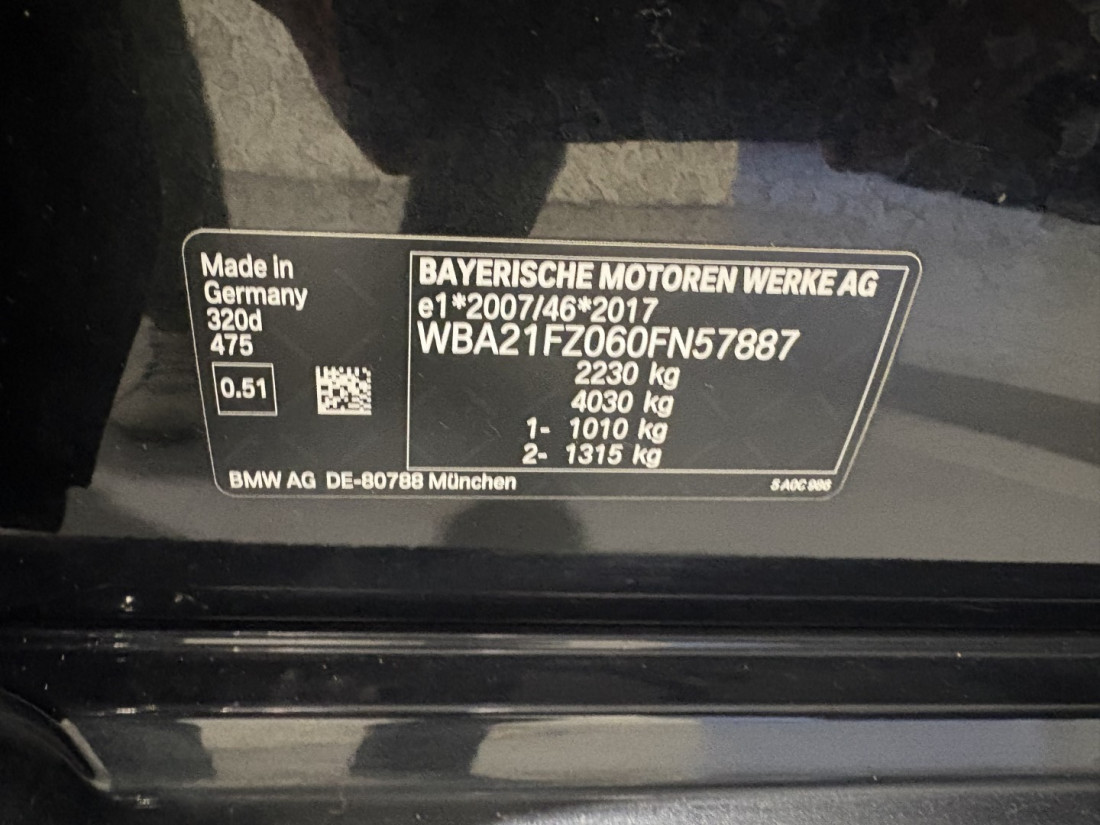 Made in
Germany
320d
475
0.51
BAYERISCHE MOTOREN WERKE AG
e1*2007/46*2017
WBA21FZ060FN57887
2230 kg
4030 kg
1- 1010 kg
2- 1315 kg
BMW AG DE-80788 München